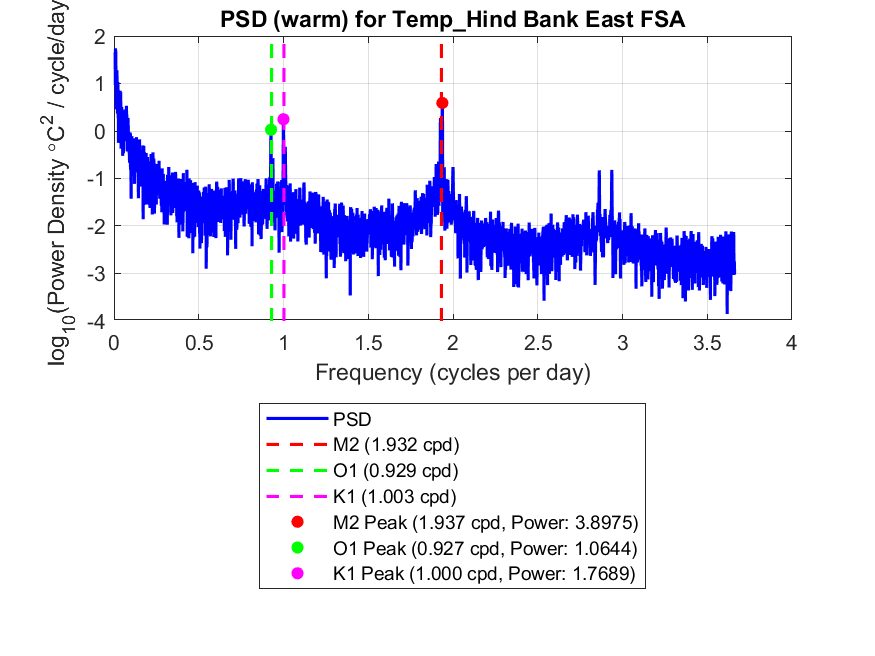 PSD (warm) for Temp_Hind Bank East FSA
log10(Power Density °C2 / cycle/day
2
1
0
-1
-2
-3
-4
0
0.5
1
1.5
2
2.5
3
3.5
4
Frequency (cycles per day)
PSD
M2 (1.932 cpd)
O1 (0.929 cpd)
K1 (1.003 cpd)
M2 Peak (1.937 cpd, Power: 3.8975)
O1 Peak (0.927 cpd, Power: 1.0644)
K1 Peak (1.000 cpd, Power: 1.7689)